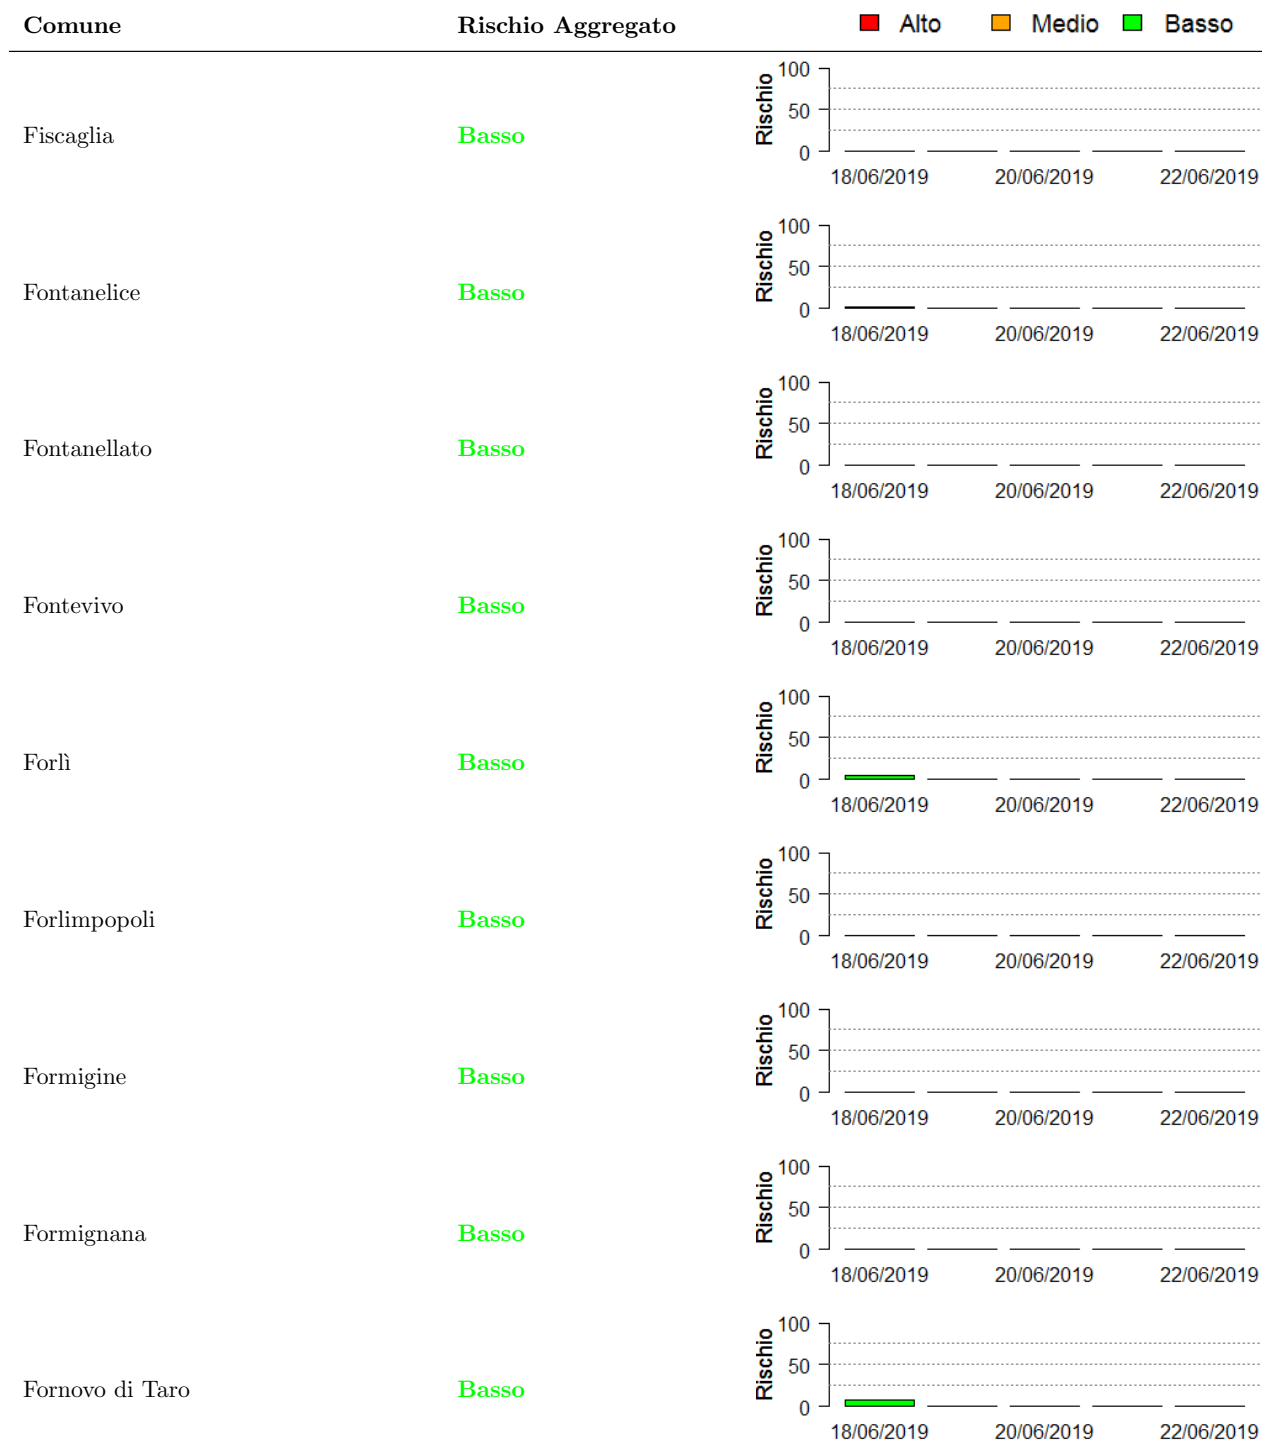 Comune Rischio Aggregato Alto Medio Basso
Fiscaglia Basso
Rischio
100
50
0
18/06/2019 20/06/2019 22/06/2019
Fontanelice Basso
Rischio
100
50
0
18/06/2019 20/06/2019 22/06/2019
Fontanellato Basso
Rischio
100
50
0
18/06/2019 20/06/2019 22/06/2019
Fontevivo Basso
Rischio
100
50
0
18/06/2019 20/06/2019 22/06/2019
Forlì Basso
Rischio
100
50
0
18/06/2019 20/06/2019 22/06/2019
Forlimpopoli Basso
Rischio
100
50
0
18/06/2019 20/06/2019 22/06/2019
Formigine Basso
Rischio
100
50
0
18/06/2019 20/06/2019 22/06/2019
Formignana Basso
Rischio
100
50
0
18/06/2019 20/06/2019 22/06/2019
Fornovo di Taro Basso
Rischio
100
50
0
18/06/2019 20/06/2019 22/06/2019